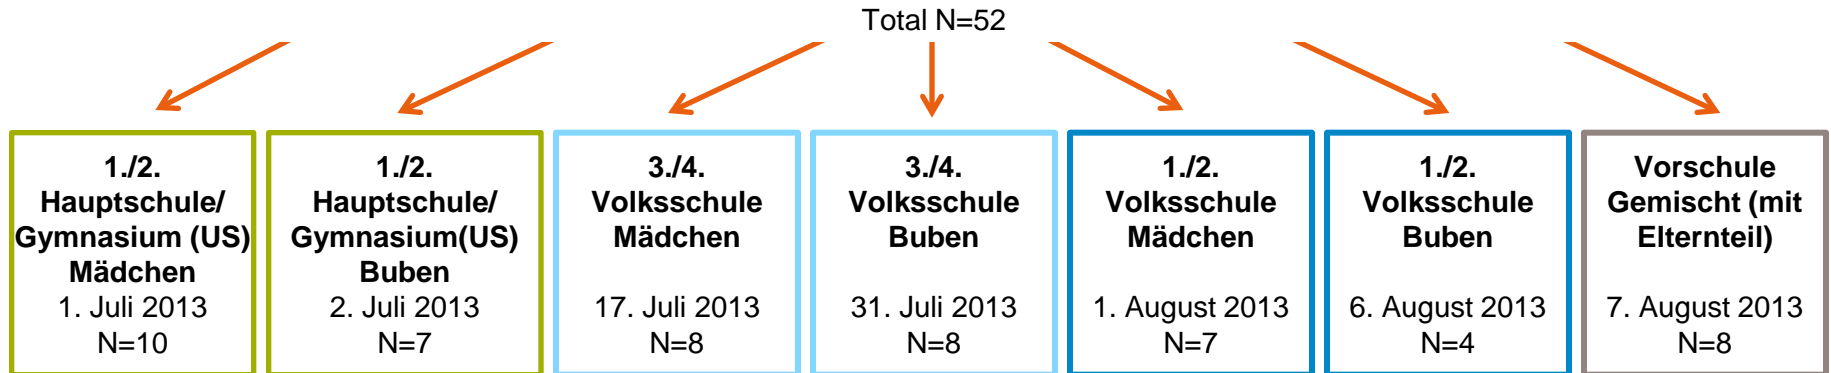 Total N=52
1./2.
Hauptschule/
Gymnasium (US)
Mädchen
1. Juli 2013
N=10
1./2.
Hauptschule/
Gymnasium(US)
Buben
2. Juli 2013
N=7
3./4.
Volksschule
Mädchen
17. Juli 2013
N=8
3./4.
Volksschule
Buben
31. Juli 2013
N=8
1./2.
Volksschule
Mädchen
1. August 2013
N=7
1./2.
Volksschule
Buben
6. August 2013
N=4
Vorschule
Gemischt (mit
Elternteil)
7. August 2013
N=8